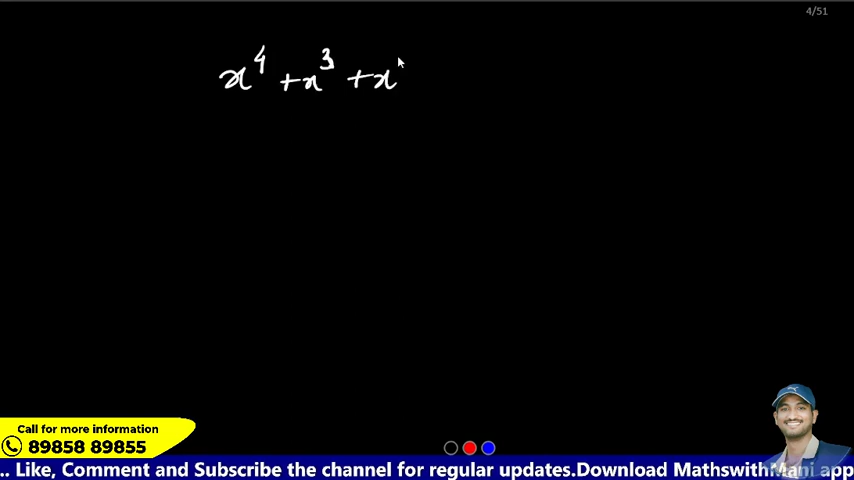 4/51
x⁴ + x³ + x
Call for more information
89858 89855
... Like, Comment and Subscribe the channel for regular updates.Download MathswithMani app